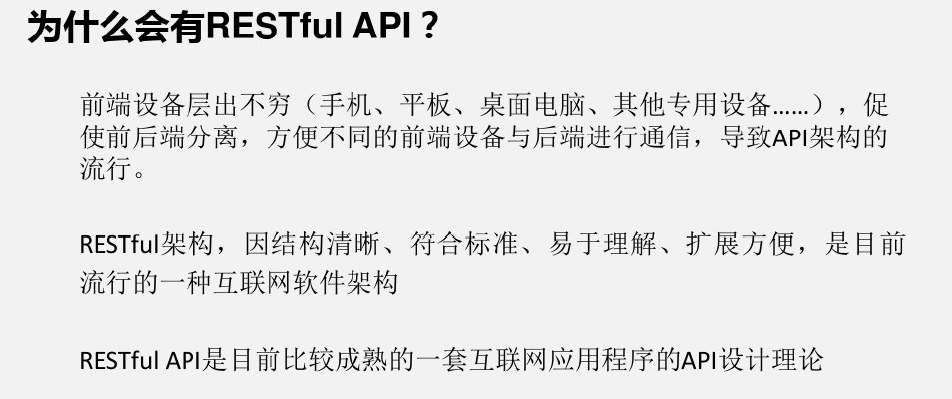 为什么会有RESTful API？
前端设备层出不穷（手机、平板、桌面电脑、其他专用设备......），促
使前后端分离，方便不同的前端设备与后端进行通信，导致API架构的
流行。
RESTful架构，因结构清晰、符合标准、易于理解、扩展方便，是目前
流行的一种互联网软件架构
RESTful API是目前比较成熟的一套互联网应用程序的API设计理论